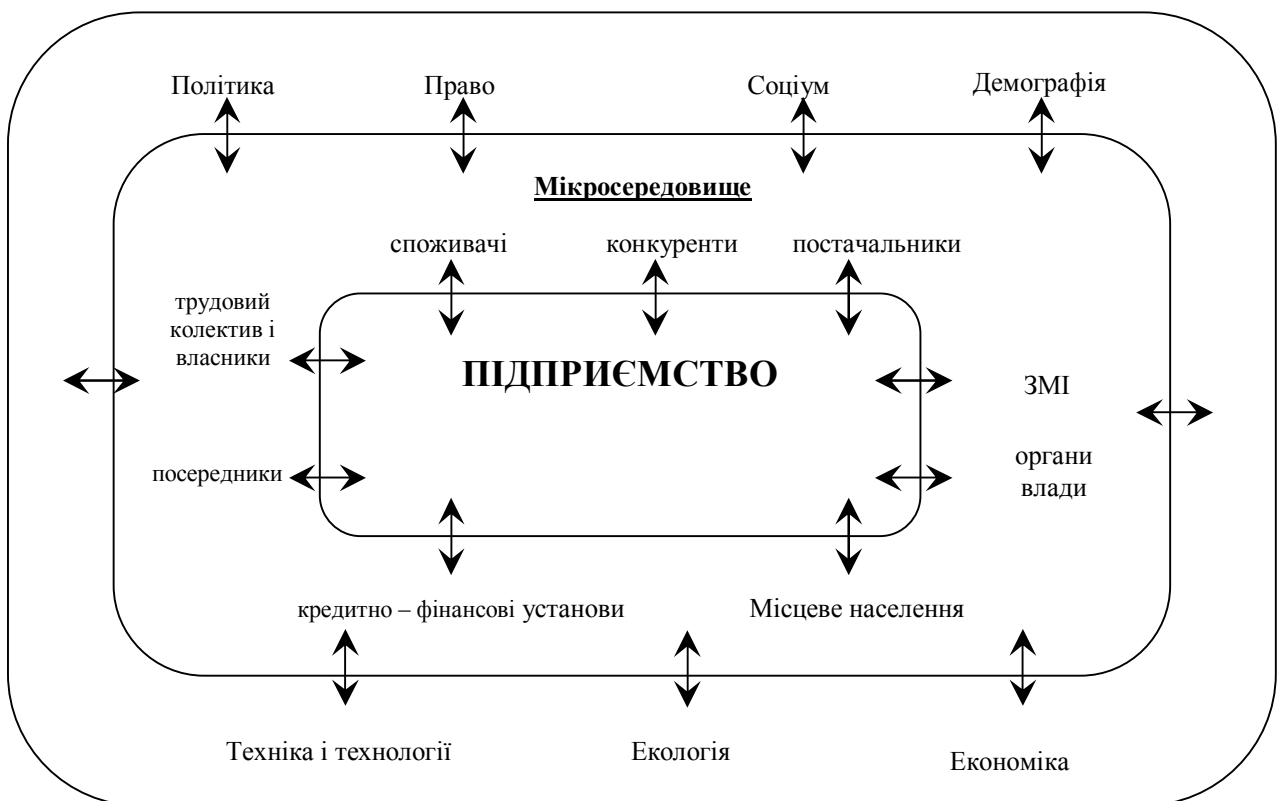 Політика
Право
Соціум
Демографія
Мікросередовище
споживачі
конкуренти
постачальники
трудовий
колектив і
власники
ПІДПРИЄМСТВО
ЗМІ
посередники
органи
влади
кредитно – фінансові установи
Місцеве населення
Техніка і технології
Екологія
Економіка